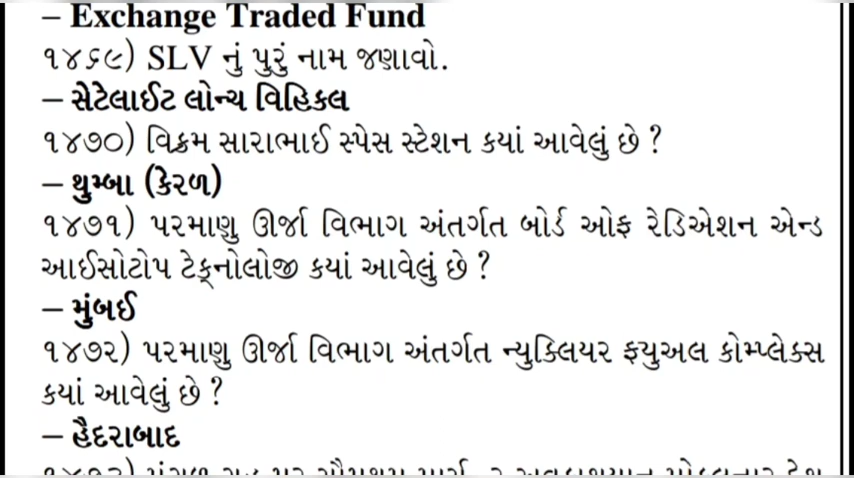 – Exchange Traded Fund
૧૪૬૯) SLV નું પુરું નામ જણાવો.
– સેટેલાઈટ લોન્ચ વિહિકલ
૧૪૭૦) વિક્રમ સારાભાઈ સ્પેસ સ્ટેશન કયાં આવેલું છે ?
– થુમ્બા (કેરળ)
૧૪૭૧) પરમાણુ ઊર્જા વિભાગ અંતર્ગત બોર્ડ ઓફ રેડિએશન એન્ડ
આઈસોટોપ ટેક્નોલોજી કયાં આવેલું છે ?
– મુંબઈ
૧૪૭૨) પરમાણુ ઊર્જા વિભાગ અંતર્ગત ન્યુક્લિયર ફ્યુઅલ કોમ્પ્લેક્સ
કયાં આવેલું છે ?
– હૈદરાબાદ